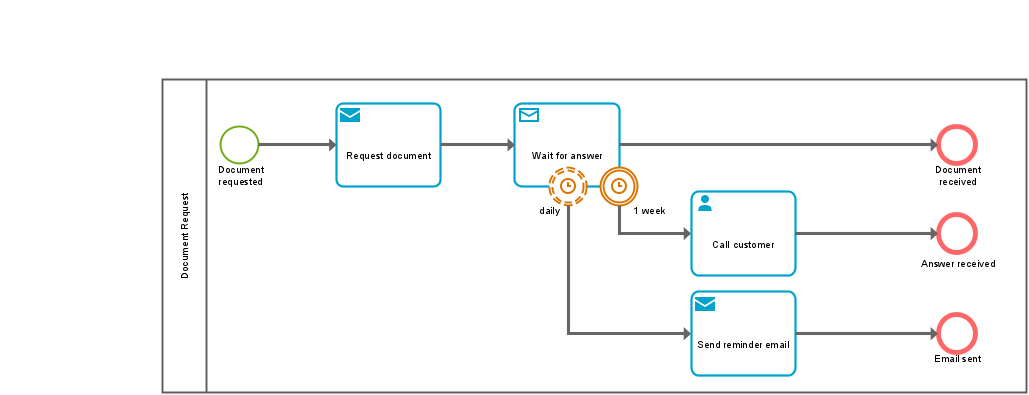 Document Request
Document
requested
Request document
Wait for answer
Document
received
daily
1 week
Call customer
Answer received
Send reminder email
Email sent